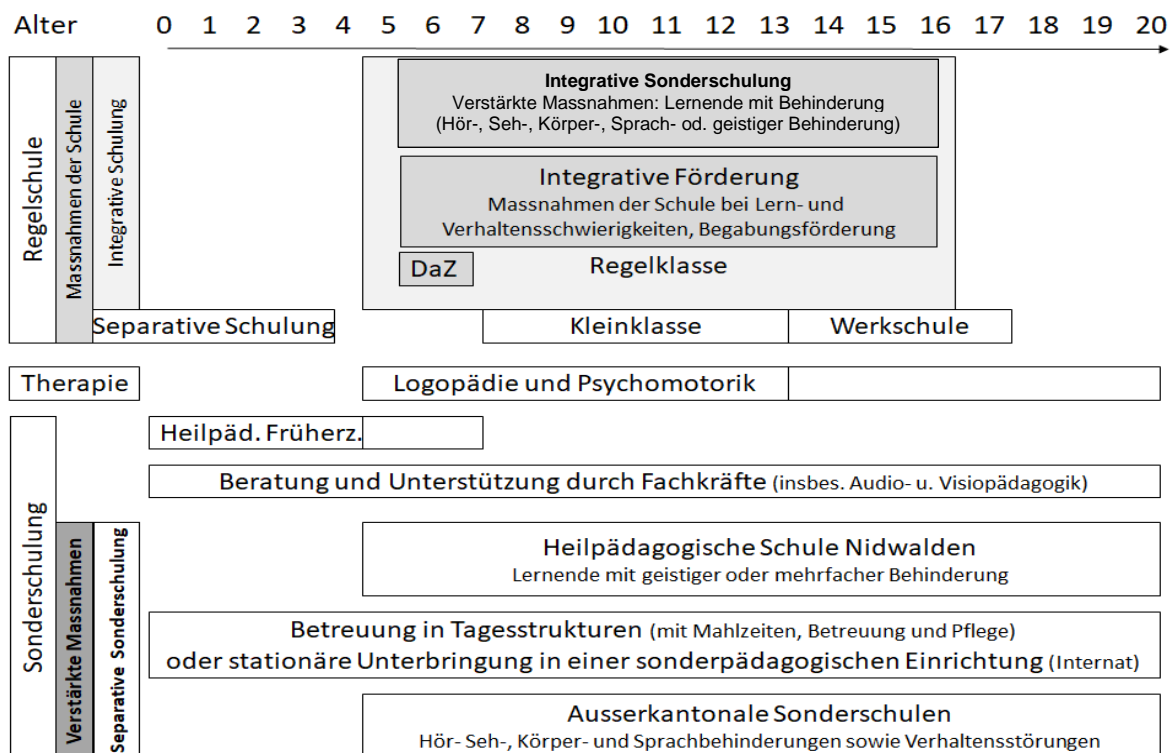 Alter 0 1 2 3 4 5 6 7 8 9 10 11 12 13 14 15 16 17 18 19 20
Regelschule
Massnahmen der Schule
Integrative Schulung
Integrative Sonderschulung
Verstärkte Massnahmen: Lernende mit Behinderung
(Hör-, Seh-, Körper-, Sprach- od. geistiger Behinderung)
Integrative Förderung
Massnahmen der Schule bei Lern- und
Verhaltensschwierigkeiten, Begabungsförderung
DaZ Regelklasse
Separative Schulung Kleinklasse Werkschule
Therapie Logopädie und Psychomotorik
Sonderschulung
Heilpäd. Früherz.
Beratung und Unterstützung durch Fachkräfte (insbes. Audio- u. Visiopädagogik)
Verstärkte Massnahmen
Separative Sonderschulung
Heilpädagogische Schule Nidwalden
Lernende mit geistiger oder mehrfacher Behinderung
Betreuung in Tagesstrukturen (mit Mahlzeiten, Betreuung und Pflege)
oder stationäre Unterbringung in einer sonderpädagogischen Einrichtung (Internat)
Ausserkantonale Sonderschulen
Hör- Seh-, Körper- und Sprachbehinderungen sowie Verhaltensstörungen